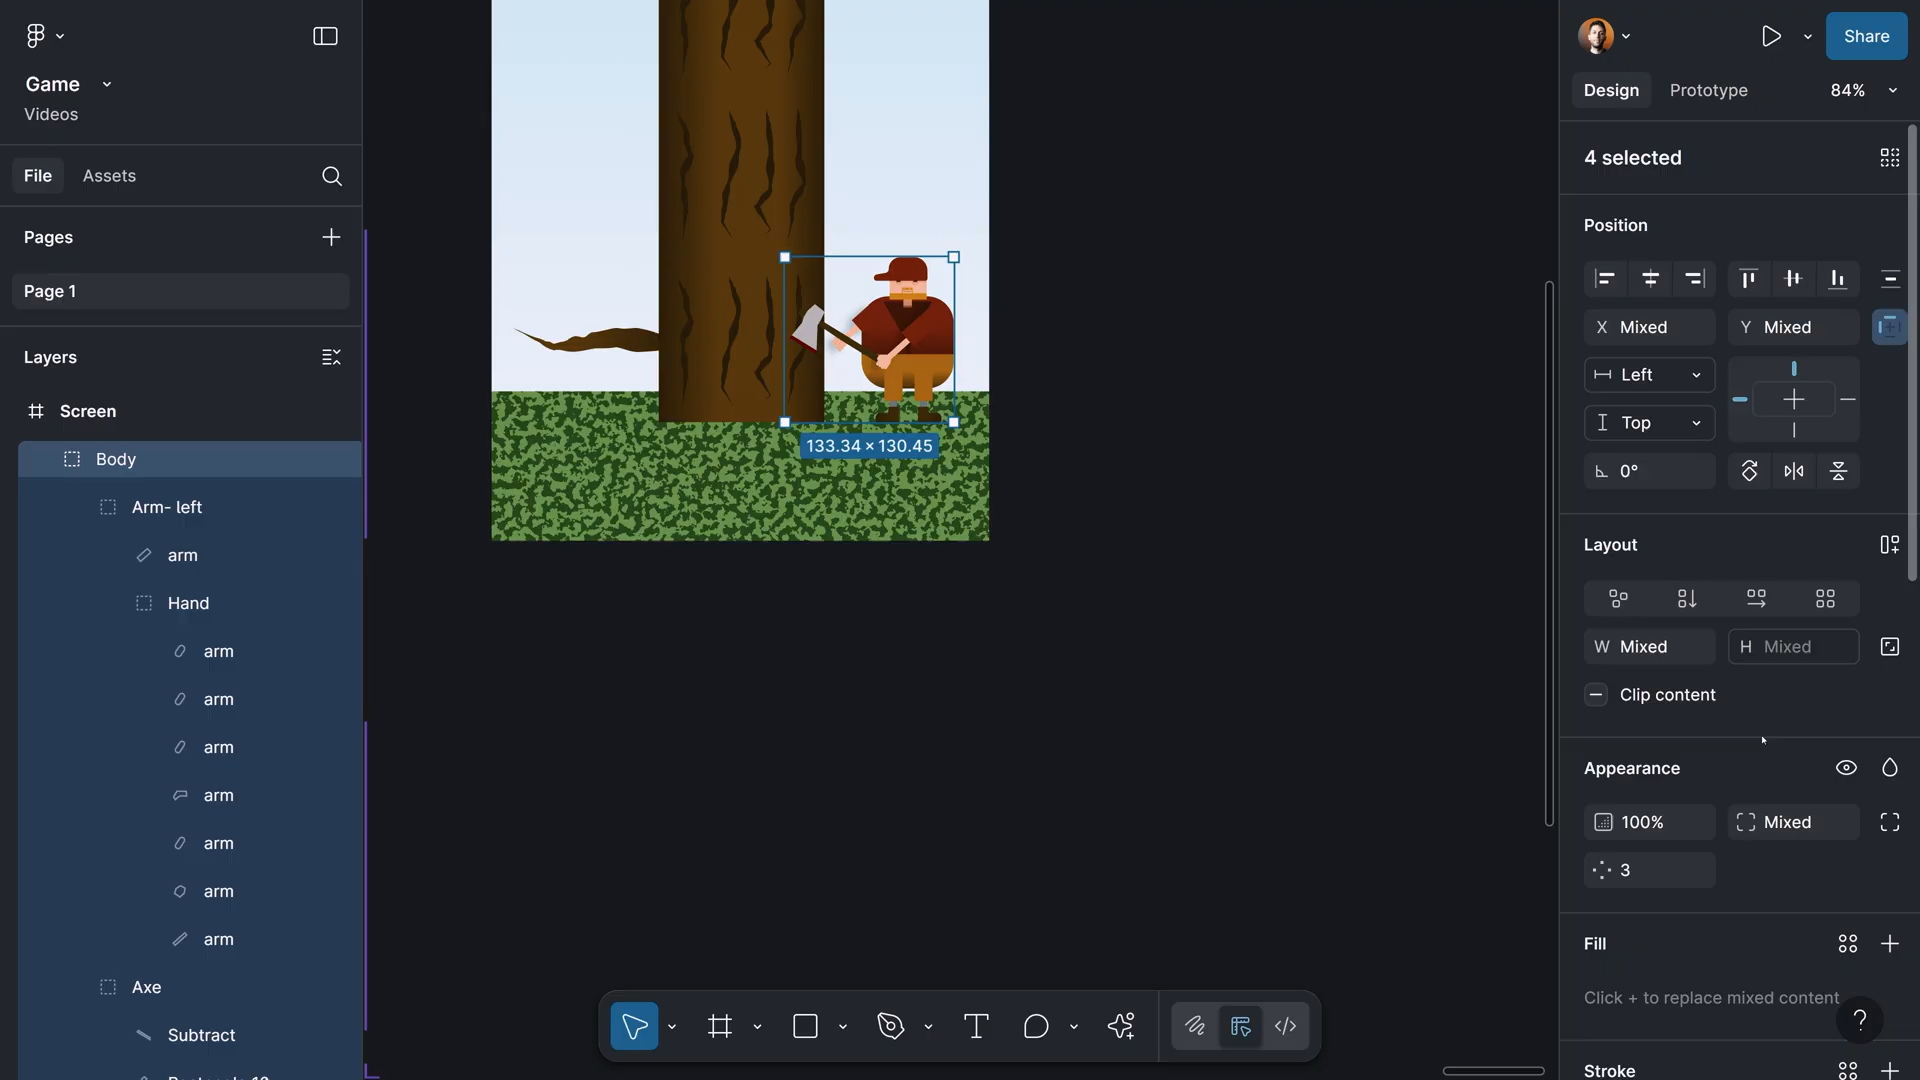 Game
Videos
File
Assets
Pages
Page 1
Layers
Screen
Body
Arm- left
arm
Hand
arm
arm
arm
arm
arm
arm
arm
Axe
Subtract
133.34 × 130.45
Share
Design
Prototype
84%
4 selected
Position
X Mixed
Y Mixed
Left
Top
0°
Layout
W Mixed
H Mixed
Clip content
Appearance
100%
Mixed
3
Fill
Click + to replace mixed content
?
Stroke